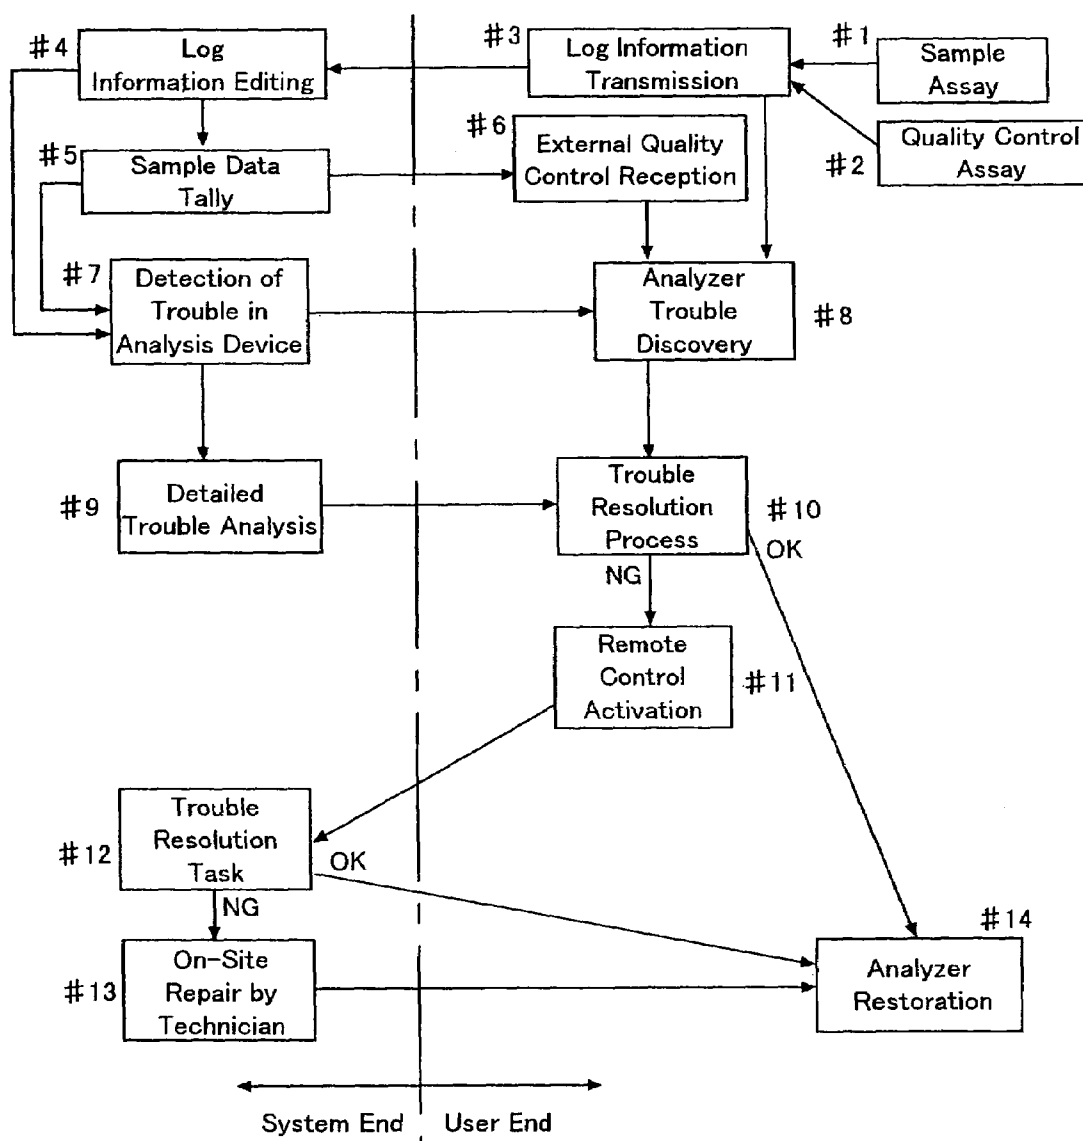 #4
Log
Information Editing
#3
Log Information
Transmission
#1
Sample
Assay
#6
External Quality
Control Reception
#2
Quality Control
Assay
#5
Sample Data
Tally
#7
Detection of
Trouble in
Analysis Device
Analyzer
Trouble
Discovery
#8
#9
Detailed
Trouble Analysis
Trouble
Resolution
Process
#10
OK
NG
Remote
Control
Activation
#11
Trouble
Resolution
Task
#12
OK
NG
#14
Analyzer
Restoration
#13
On-Site
Repair by
Technician
System End
User End